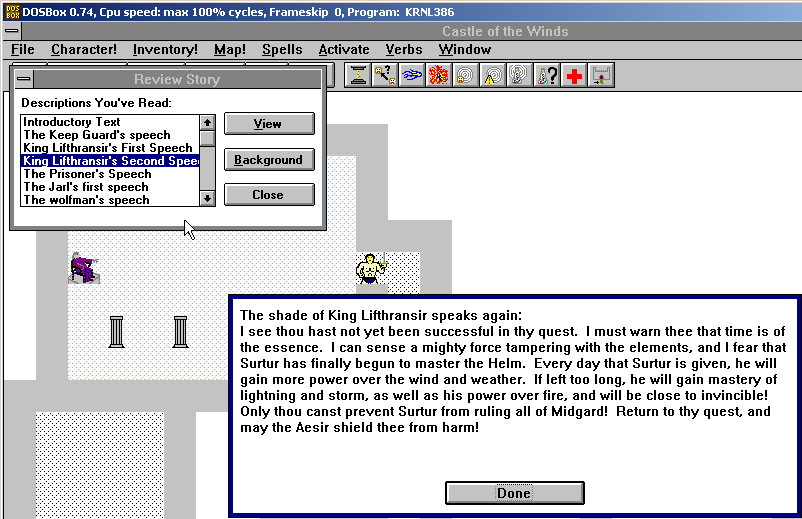 DOSBox 0.74, Cpu speed: max 100% cycles, Frameskip 0, Program: KRNL386
Castle of the Winds
File Character! Inventory! Map! Spells Activate Verbs Window
Review Story
Descriptions You've Read:
Introductory Text
The Keep Guard's speech
King Lifthransir's First Speech
King Lifthransir's Second Spee
The Prisoner's Speech
The Jarl's first speech
The wolfman's speech
View
Background
Close
The shade of King Lifthransir speaks again:
I see thou hast not yet been successful in thy quest. I must warn thee that time is of
the essence. I can sense a mighty force tampering with the elements, and I fear that
Surtur has finally begun to master the Helm. Every day that Surtur is given, he will
gain more power over the wind and weather. If left too long, he will gain mastery of
lightning and storm, as well as his power over fire, and will be close to invincible!
Only thou canst prevent Surtur from ruling all of Midgard! Return to thy quest, and
may the Aesir shield thee from harm!
Done